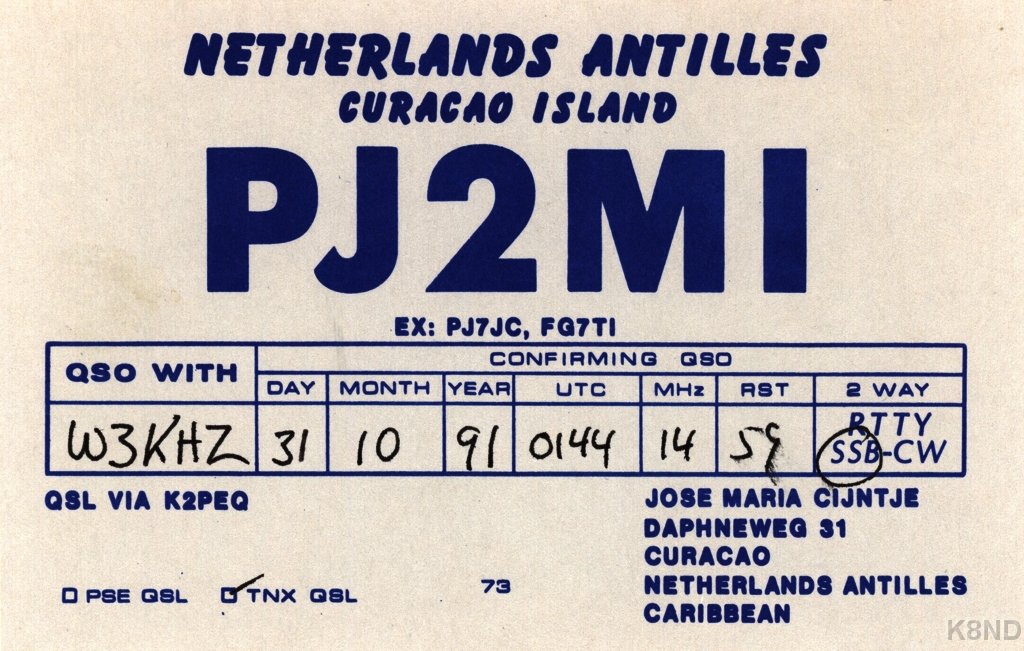 NETHERLANDS ANTILLES
CURACAO ISLAND
PJ2MI
EX: PJ7JC, FG7TI
QSO WITH
CONFIRMING QSO
DAY MONTH YEAR UTC MHz RST 2 WAY
W3KHZ 31 10 91 0144 14 59 RTTY
SSB-CW
QSL VIA K2PEQ
JOSE MARIA CIJNTJE
DAPHNEWEG 31
CURACAO
NETHERLANDS ANTILLES
CARIBBEAN
PSE QSL TNX QSL 73
K8ND